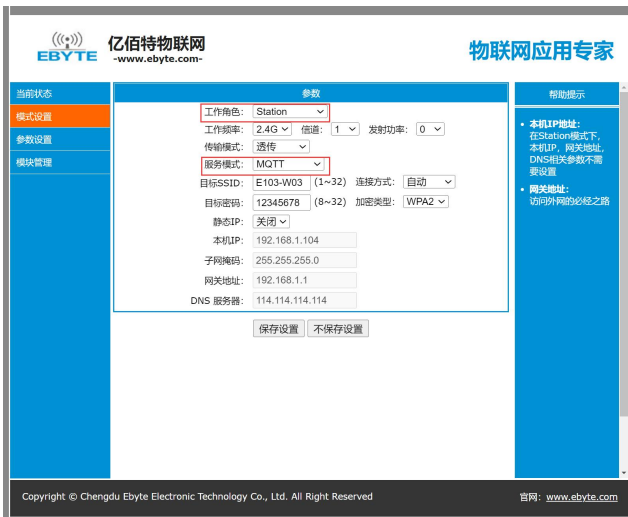 EBYTE
亿佰特物联网
-www.ebyte.com-
物联网应用专家
当前状态
模式设置
参数设置
模块管理
参数
工作角色: Station
工作频率: 2.4G 信道: 1 发射功率: 0
传输模式: 透传
服务模式: MQTT
目标SSID: E103-W03 (1~32) 连接方式: 自动
目标密码: 12345678 (8~32) 加密类型: WPA2
静态IP: 关闭
本机IP: 192.168.1.104
子网掩码: 255.255.255.0
网关地址: 192.168.1.1
DNS 服务器: 114.114.114.114
保存设置 不保存设置
帮助提示
• 本机IP地址:
在Station模式下,
本机IP, 网关地址,
DNS相关参数不需
要设置
• 网关地址:
访问外网的必经之路
Copyright © Chengdu Ebyte Electronic Technology Co., Ltd. All Right Reserved
官网: www.ebyte.com